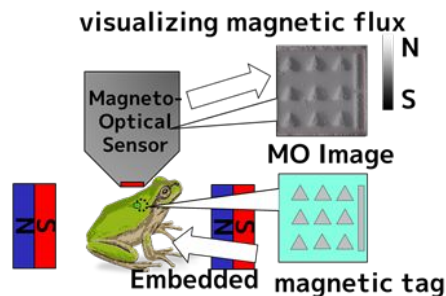 visualizing magnetic flux
N
Magneto-
Optical
Sensor
S
MO Image
N S
N S
Embedded magnetic tag